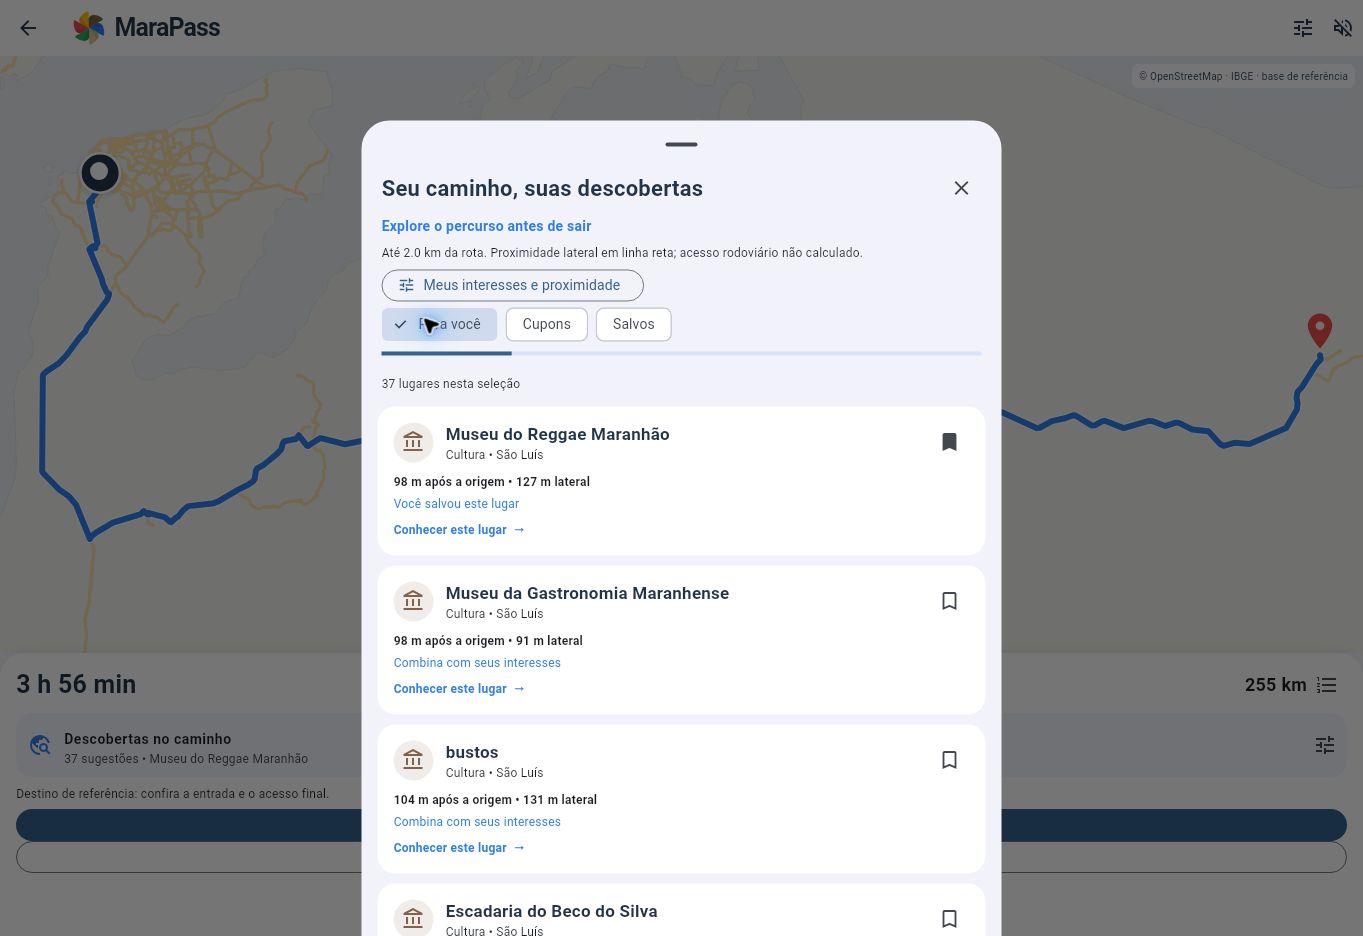 MaraPass
© OpenStreetMap · IBGE · base de referência
Seu caminho, suas descobertas
Explore o percurso antes de sair
Até 2.0 km da rota. Proximidade lateral em linha reta; acesso rodoviário não calculado.
Meus interesses e proximidade
você
Cupons
Salvos
37 lugares nesta seleção
Museu do Reggae Maranhão
Cultura • São Luís
98 m após a origem • 127 m lateral
Você salvou este lugar
Conhecer este lugar →
Museu da Gastronomia Maranhense
Cultura • São Luís
98 m após a origem • 91 m lateral
Combina com seus interesses
Conhecer este lugar →
bustos
Cultura • São Luís
104 m após a origem • 131 m lateral
Combina com seus interesses
Conhecer este lugar →
Escadaria do Beco do Silva
Cultura • São Luís
3 h 56 min
255 km
Descobertas no caminho
37 sugestões • Museu do Reggae Maranhão
Destino de referência: confira a entrada e o acesso final.